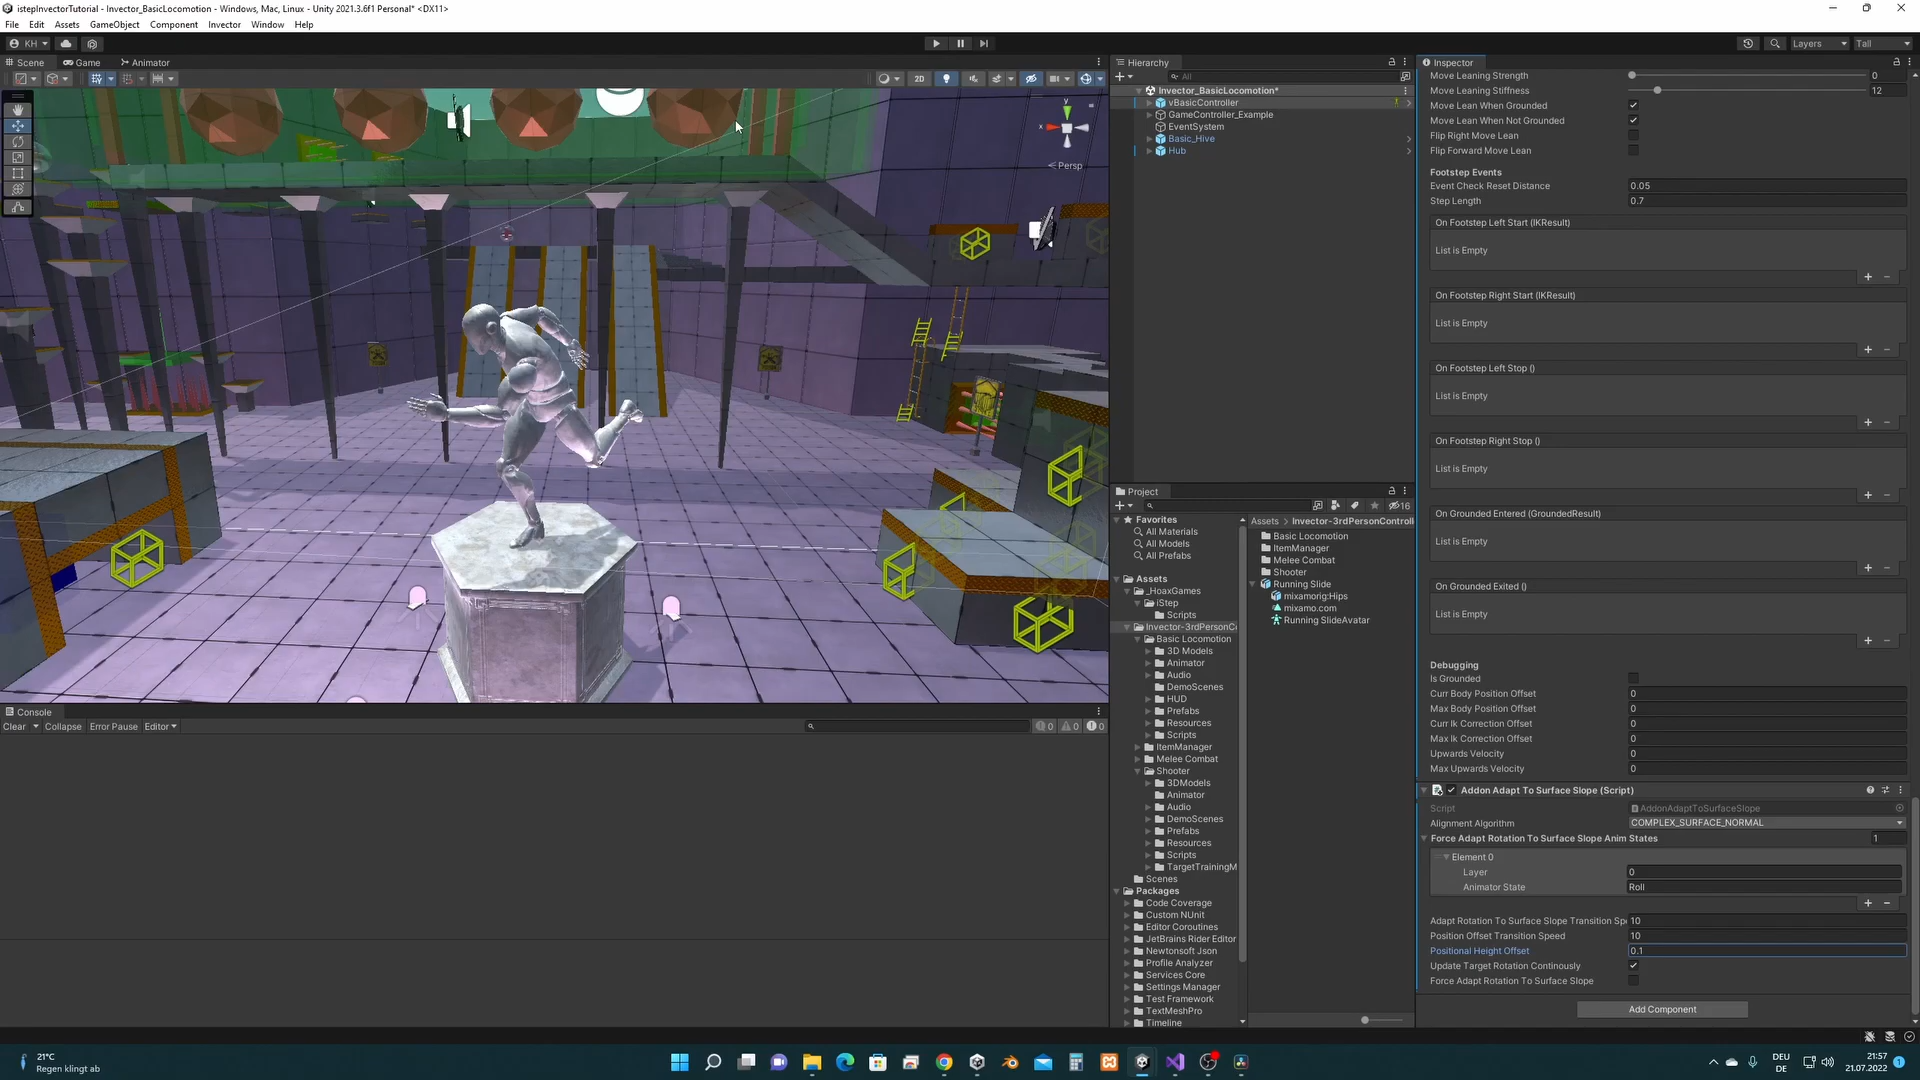 istepInvectorTutorial - Invector_BasicLocomotion - Windows, Mac, Linux - Unity 2021.3.6f1 Personal* <DX11>
File Edit Assets GameObject Component Invector Window Help
KH
Layers
Tall
Scene
Game
Animator
2D
y
x
Persp
Console
Clear
Collapse
Error Pause
Editor
0
0
0
Hierarchy
All
Invector_BasicLocomotion*
vBasicController
GameController_Example
EventSystem
Basic_Hive
Hub
Project
16
Favorites
All Materials
All Models
All Prefabs
Assets
_HoaxGames
iStep
Scripts
Invector-3rdPersonCo
Basic Locomotion
3D Models
Animator
Audio
DemoScenes
HUD
Prefabs
Resources
Scripts
ItemManager
Melee Combat
Shooter
3DModels
Animator
Audio
DemoScenes
Prefabs
Resources
Scripts
TargetTrainingM
Scenes
Packages
Code Coverage
Custom NUnit
Editor Coroutines
JetBrains Rider Editor
Newtonsoft Json
Profile Analyzer
Services Core
Settings Manager
Test Framework
TextMeshPro
Timeline
Assets > Invector-3rdPersonControll
Basic Locomotion
ItemManager
Melee Combat
Shooter
Running Slide
mixamorig:Hips
mixamo.com
Running SlideAvatar
Inspector
Move Leaning Strength 0
Move Leaning Stiffness 12
Move Lean When Grounded
Move Lean When Not Grounded
Flip Right Move Lean
Flip Forward Move Lean
Footstep Events
Event Check Reset Distance 0.05
Step Length 0.7
On Footstep Left Start (IKResult)
List is Empty
On Footstep Right Start (IKResult)
List is Empty
On Footstep Left Stop ()
List is Empty
On Footstep Right Stop ()
List is Empty
On Grounded Entered (GroundedResult)
List is Empty
On Grounded Exited ()
List is Empty
Debugging
Is Grounded
Curr Body Position Offset 0
Max Body Position Offset 0
Curr Ik Correction Offset 0
Max Ik Correction Offset 0
Upwards Velocity 0
Max Upwards Velocity 0
Addon Adapt To Surface Slope (Script)
Script AddonAdaptToSurfaceSlope
Alignment Algorithm COMPLEX_SURFACE_NORMAL
Force Adapt Rotation To Surface Slope Anim States 1
Element 0
Layer 0
Animator State Roll
Adapt Rotation To Surface Slope Transition Sp 10
Position Offset Transition Speed 10
Positional Height Offset 0.1
Update Target Rotation Continously
Force Adapt Rotation To Surface Slope
Add Component
21°C
Regen klingt ab
DEU
DE
21:57
21.07.2022
1